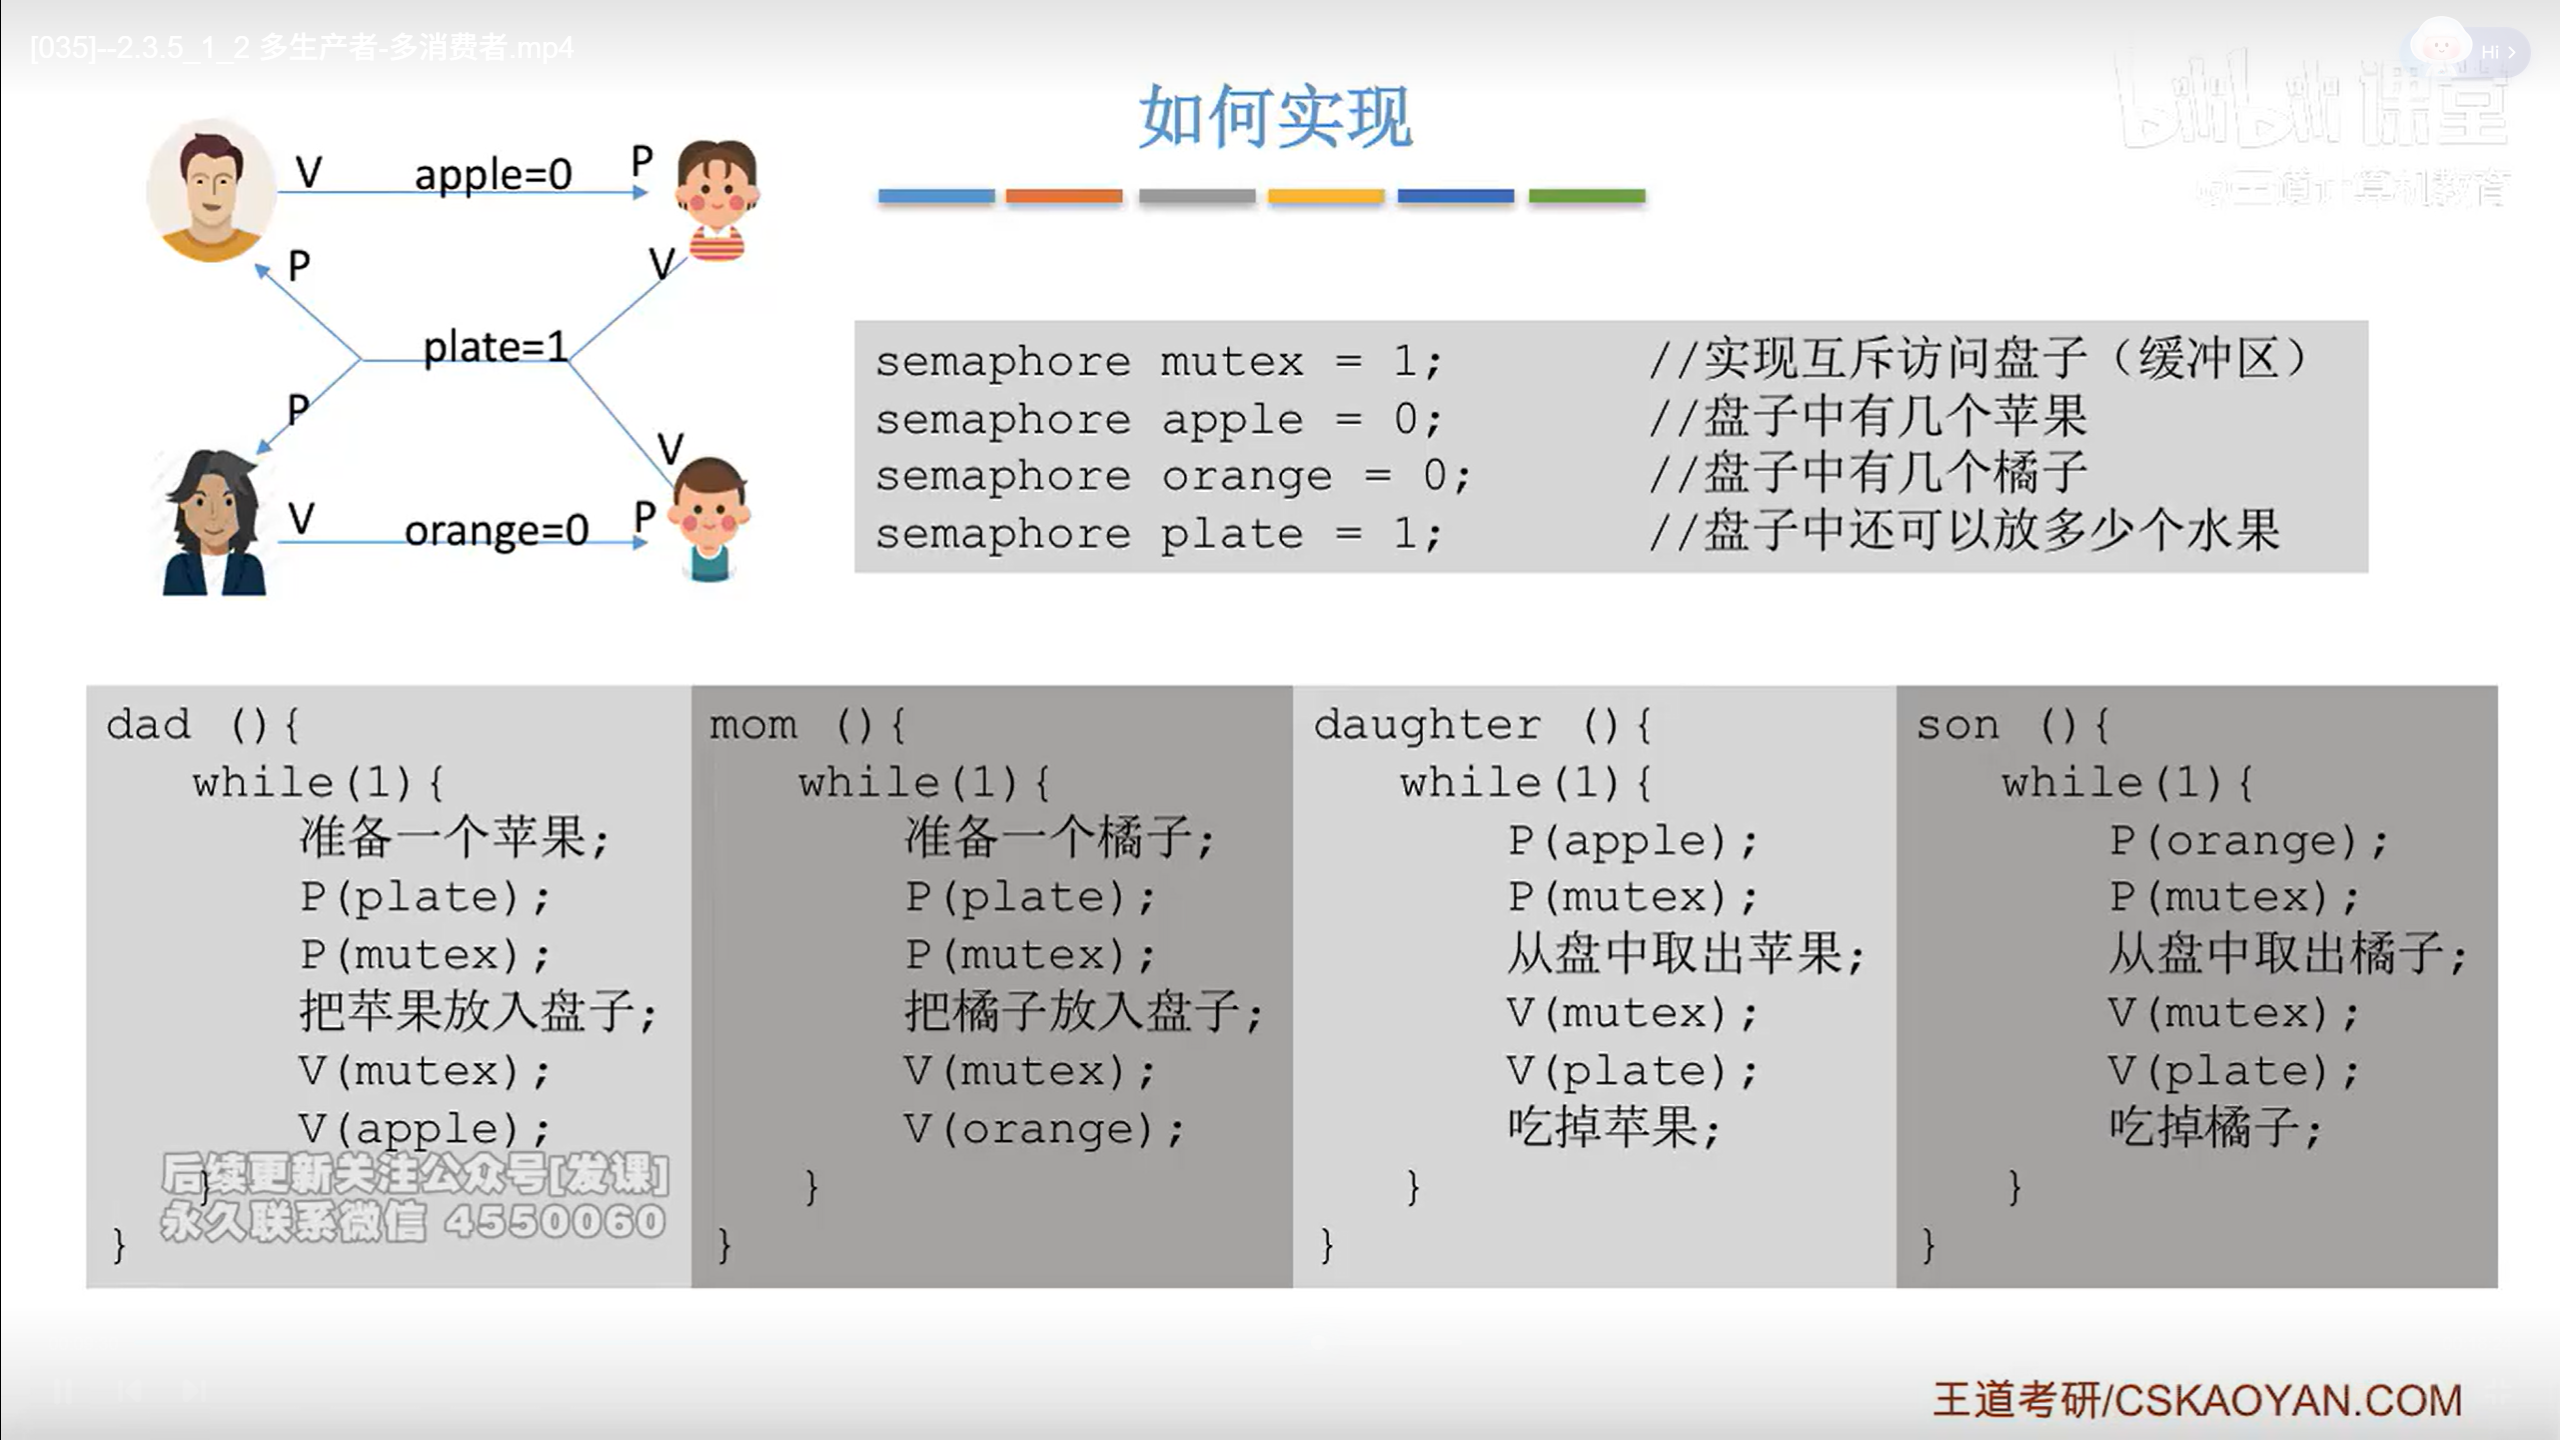 [035]--2.3.5_1_2 多生产者-多消费者.mp4
Hi >
bilibili 课堂
@王道计算机教育
如何实现
V apple=0 P
P V
plate=1
P V
V orange=0 P
semaphore mutex = 1; //实现互斥访问盘子（缓冲区）
semaphore apple = 0; //盘子中有几个苹果
semaphore orange = 0; //盘子中有几个橘子
semaphore plate = 1; //盘子中还可以放多少个水果
dad (){
while(1){
准备一个苹果;
P(plate);
P(mutex);
把苹果放入盘子;
V(mutex);
V(apple);
}
}
mom (){
while(1){
准备一个橘子;
P(plate);
P(mutex);
把橘子放入盘子;
V(mutex);
V(orange);
}
}
daughter (){
while(1){
P(apple);
P(mutex);
从盘中取出苹果;
V(mutex);
V(plate);
吃掉苹果;
}
}
son (){
while(1){
P(orange);
P(mutex);
从盘中取出橘子;
V(mutex);
V(plate);
吃掉橘子;
}
}
后续更新关注公众号[发课]
永久联系微信 4550060
王道考研/CSKAOYAN.COM